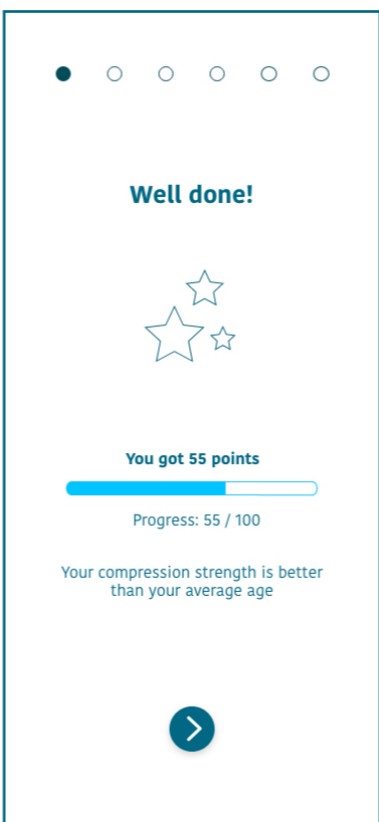 Well done!
You got 55 points
Progress: 55 / 100
Your compression strength is better
than your average age